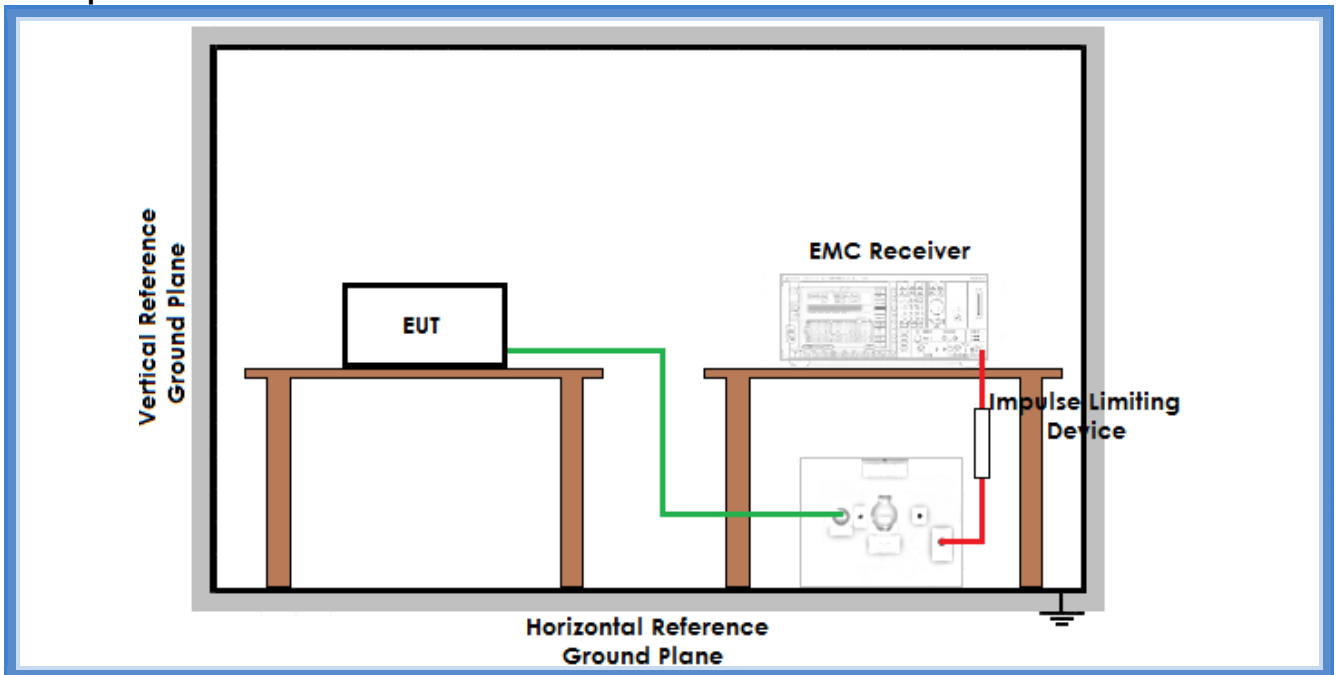 EMC Receiver
Vertical Reference
Ground Plane
EUT
Impulse Limiting
Device
Horizontal Reference
Ground Plane